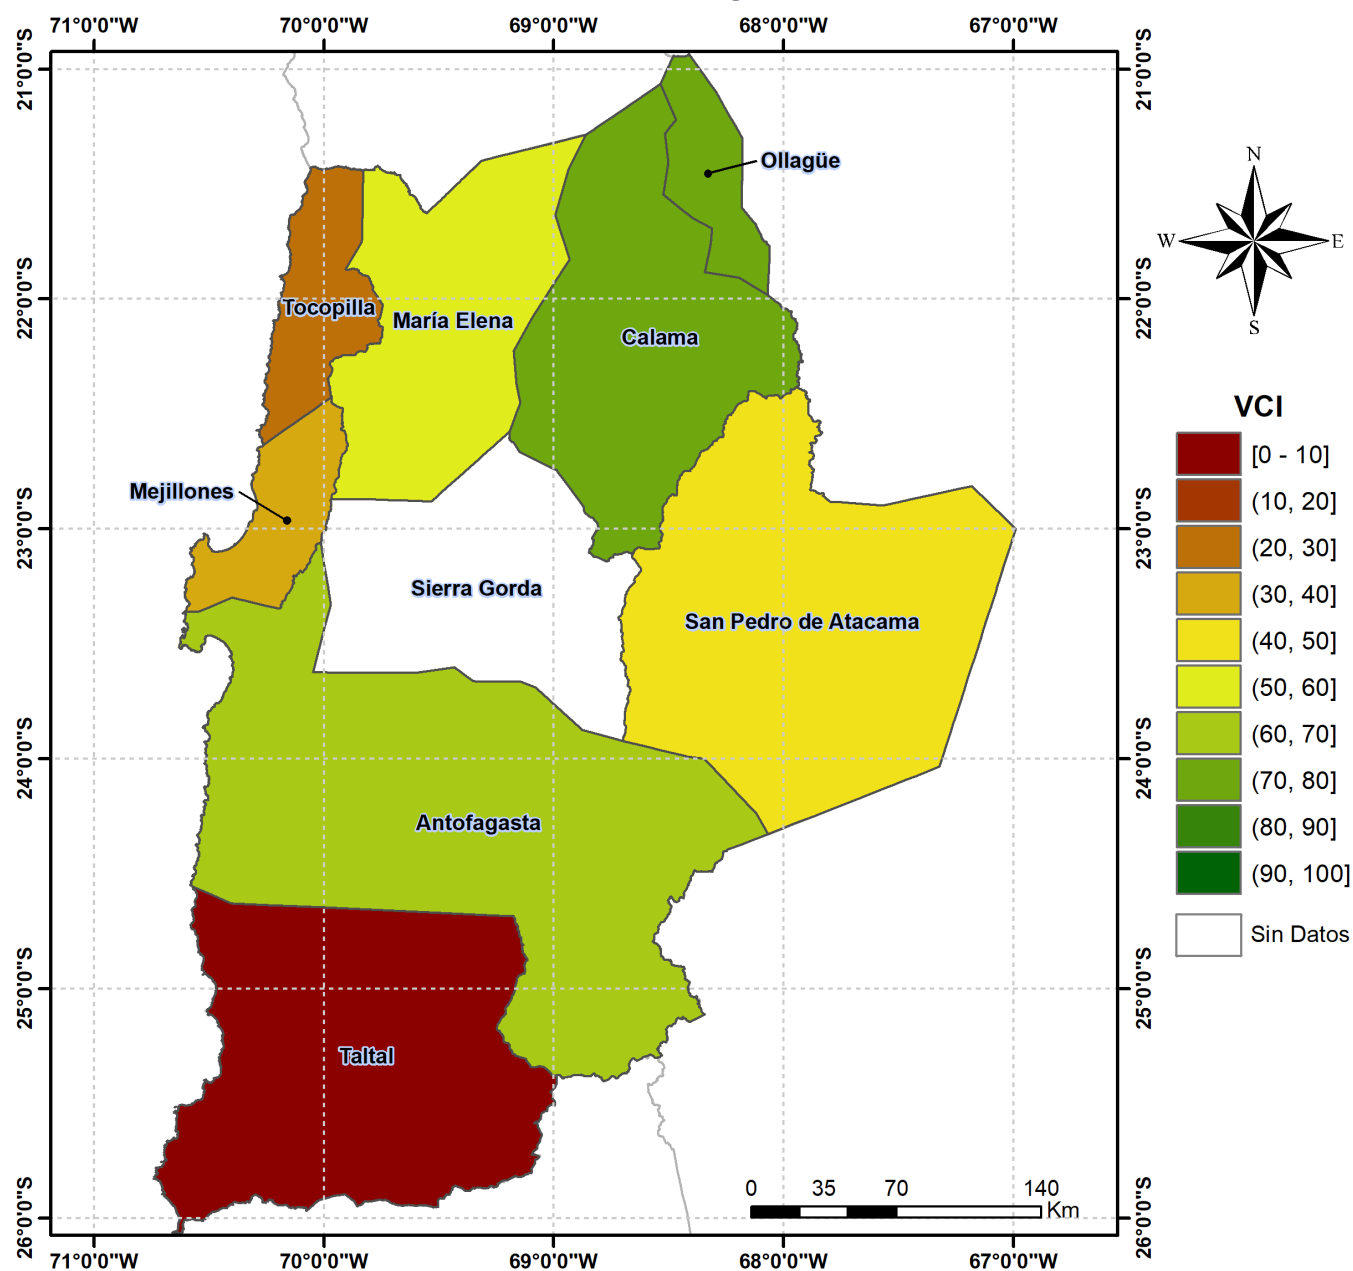 71°0'0"W 70°0'0"W 69°0'0"W 68°0'0"W 67°0'0"W
21°0'0"S 21°0'0"S
N
Ollagüe
W E
22°0'0"S 22°0'0"S
Tocopilla
María Elena
Calama
S
VCI
[0 - 10]
Mejillones
(10, 20]
23°0'0"S 23°0'0"S
(20, 30]
Sierra Gorda
(30, 40]
San Pedro de Atacama
(40, 50]
(50, 60]
(60, 70]
24°0'0"S 24°0'0"S
(70, 80]
Antofagasta
(80, 90]
(90, 100]
Sin Datos
25°0'0"S 25°0'0"S
Taltal
0 35 70 140
Km
26°0'0"S 26°0'0"S
71°0'0"W 70°0'0"W 69°0'0"W 68°0'0"W 67°0'0"W